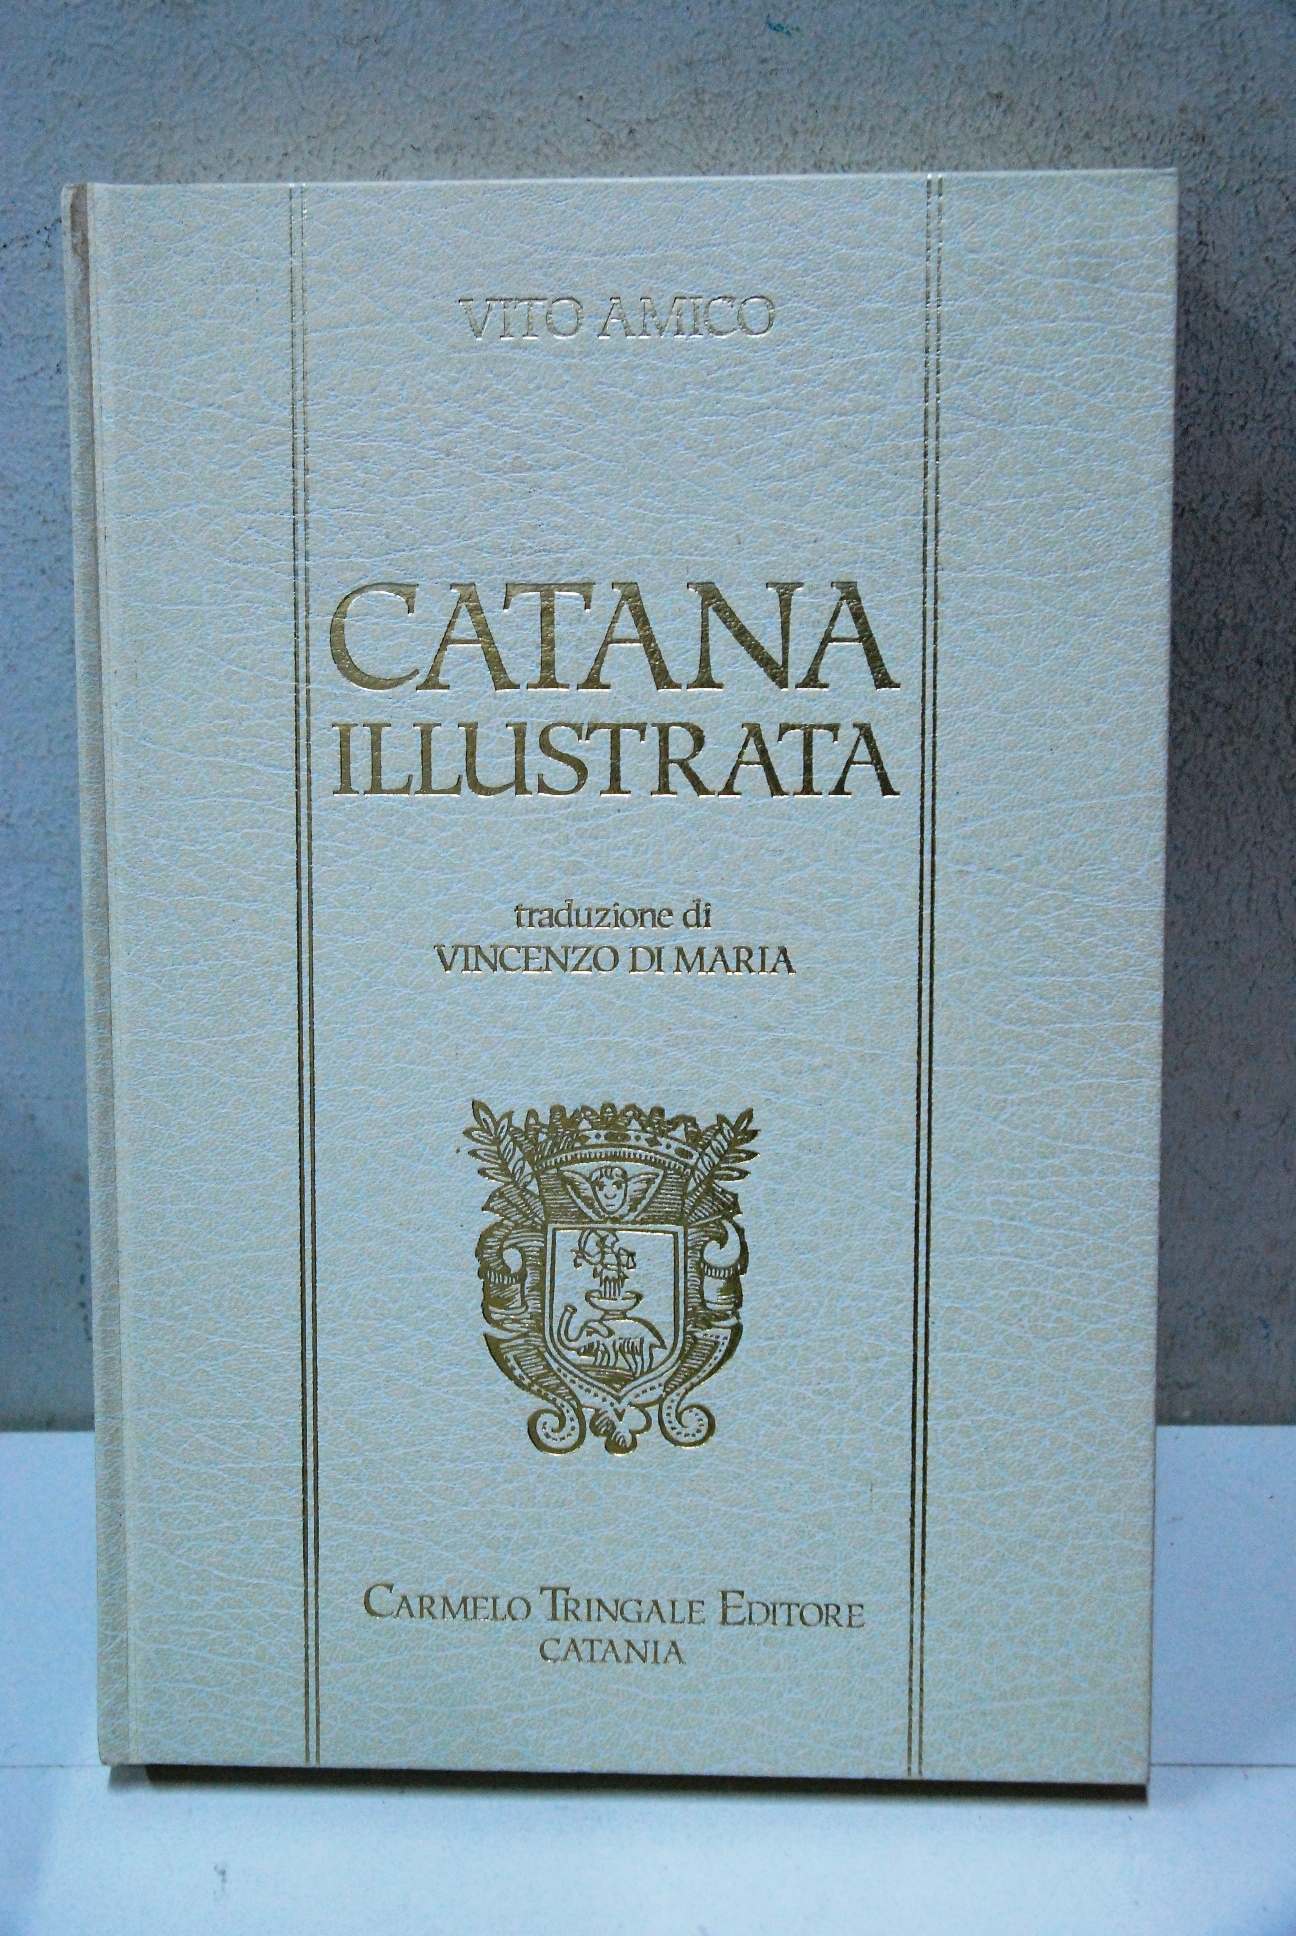 VITO AMICO
CATANA
ILLUSTRATA
traduzione di
VINCENZO DI MARIA
CARMELO TRINGALE EDITORE
CATANIA